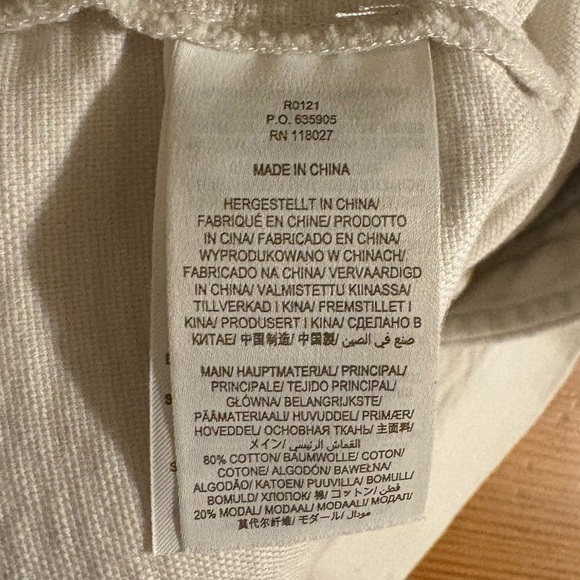 R0121
P.O. 635905
RN 118027
MADE IN CHINA
HERGESTELLT IN CHINA/
FABRIQUÉ EN CHINE/ PRODOTTO
IN CINA/ FABRICADO EN CHINA/
WYPRODUKOWANO W CHINACH/
FABRICADO NA CHINA/ VERVAARDIGD
IN CHINA/ VALMISTETTU KIINASSA/
TILLVERKAD I KINA/ FREMSTILLET I
KINA/ PRODUSERT I KINA/ СДЕЛАНО В
КИТАЕ/ 中国制造/ 中国製/ صنع في الصين/
MAIN/ HAUPTMATERIAL/ PRINCIPAL/
PRINCIPALE/ TEJIDO PRINCIPAL/
GŁÓWNA/ BELANGRIJKSTE/
PÄÄMATERIAALI/ HUVUDDEL/ PRIMÆR/
HOVEDDEL/ ОСНОВНАЯ ТКАНЬ/ 主面料/
メイン/ القماش الرئيسي/
80% COTTON/ BAUMWOLLE/ COTON/
COTONE/ ALGODÓN/ BAWEŁNA/
ALGODÃO/ KATOEN/ PUUVILLA/ BOMULL/
BOMULD/ ХЛОПОК/ 棉/ コットン/ قطن/
20% MODAL/ MODAAL/ MODAALI/ МОДАЛ/
莫代尔纤维/ モダール/ مودال/